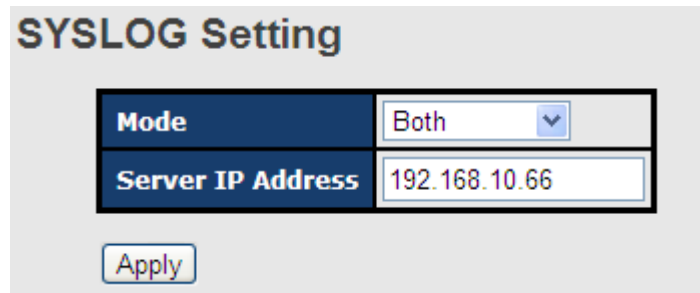 SYSLOG Setting
Mode Both
Server IP Address 192.168.10.66
Apply